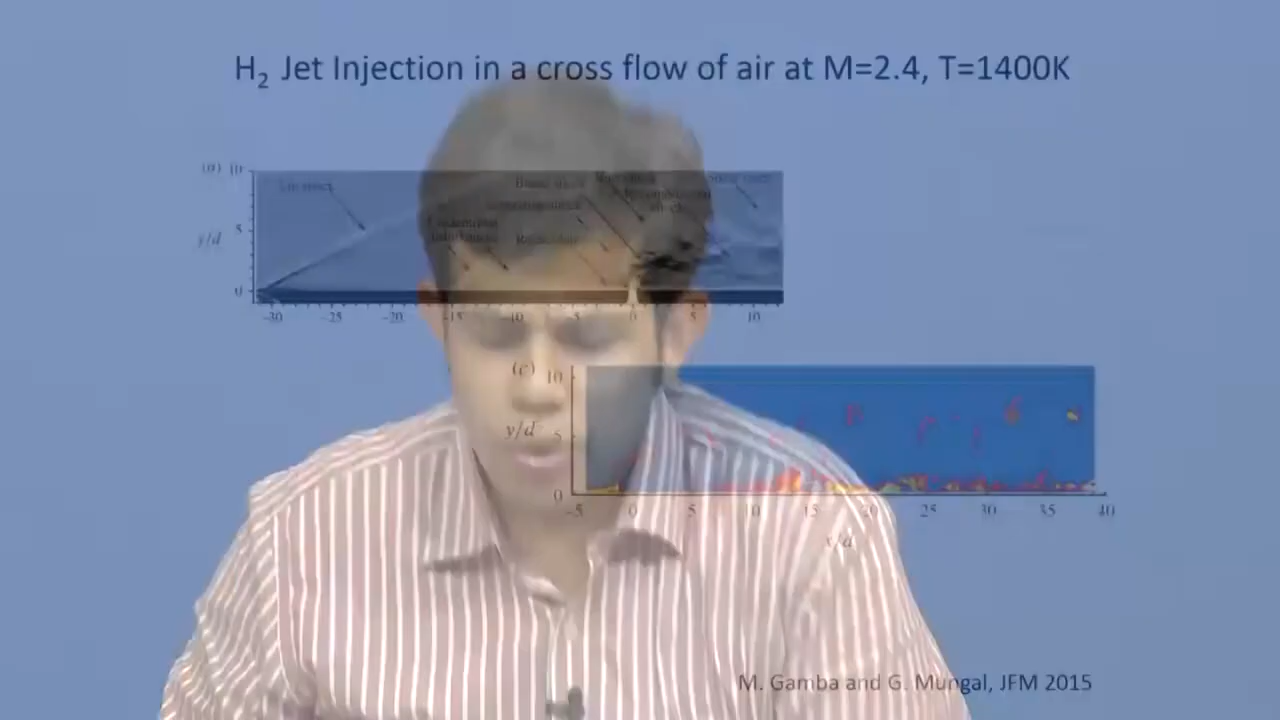 H₂ Jet Injection in a cross flow of air at M=2.4, T=1400K
(a) 10
y/d 5
0
-30 -25 -20 -15 -10 -5 0 5 10
(c) 10
y/d 5
0
-5 0 5 10 15 20 25 30 35 40
x/d
M. Gamba and G. Mungal, JFM 2015